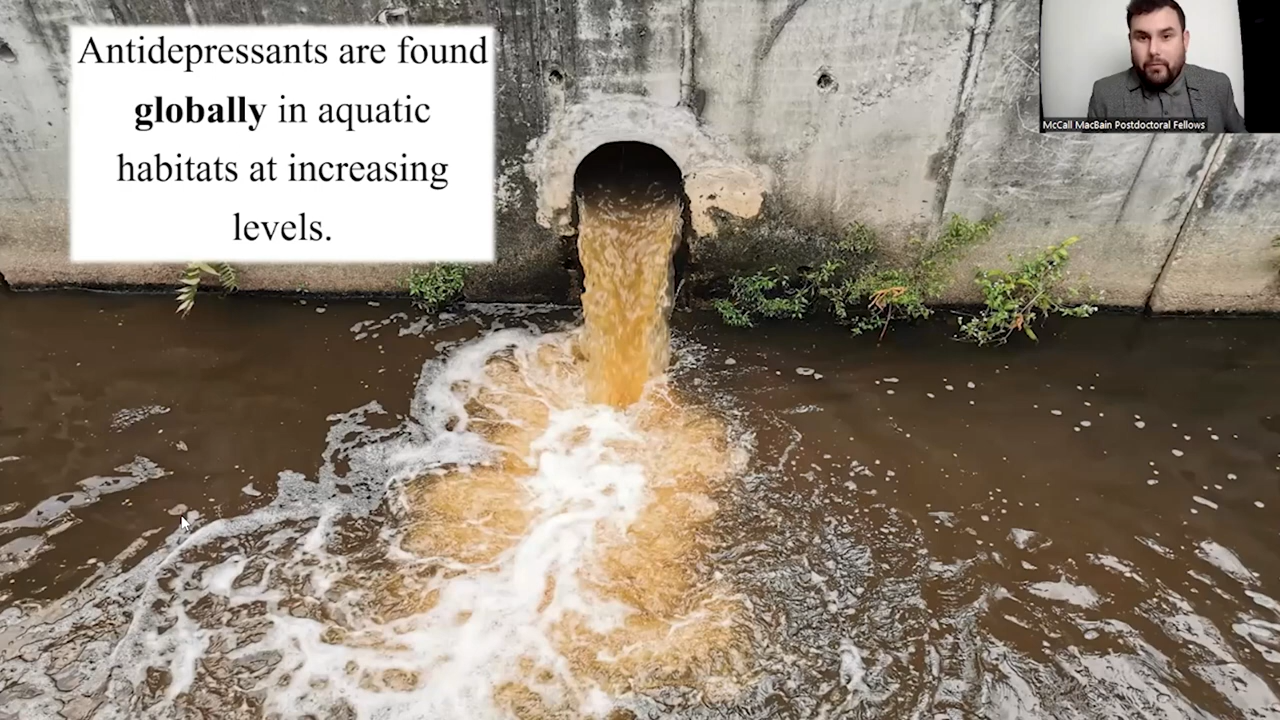 Antidepressants are found
globally in aquatic
habitats at increasing
levels.
McCall MacBain Postdoctoral Fellows